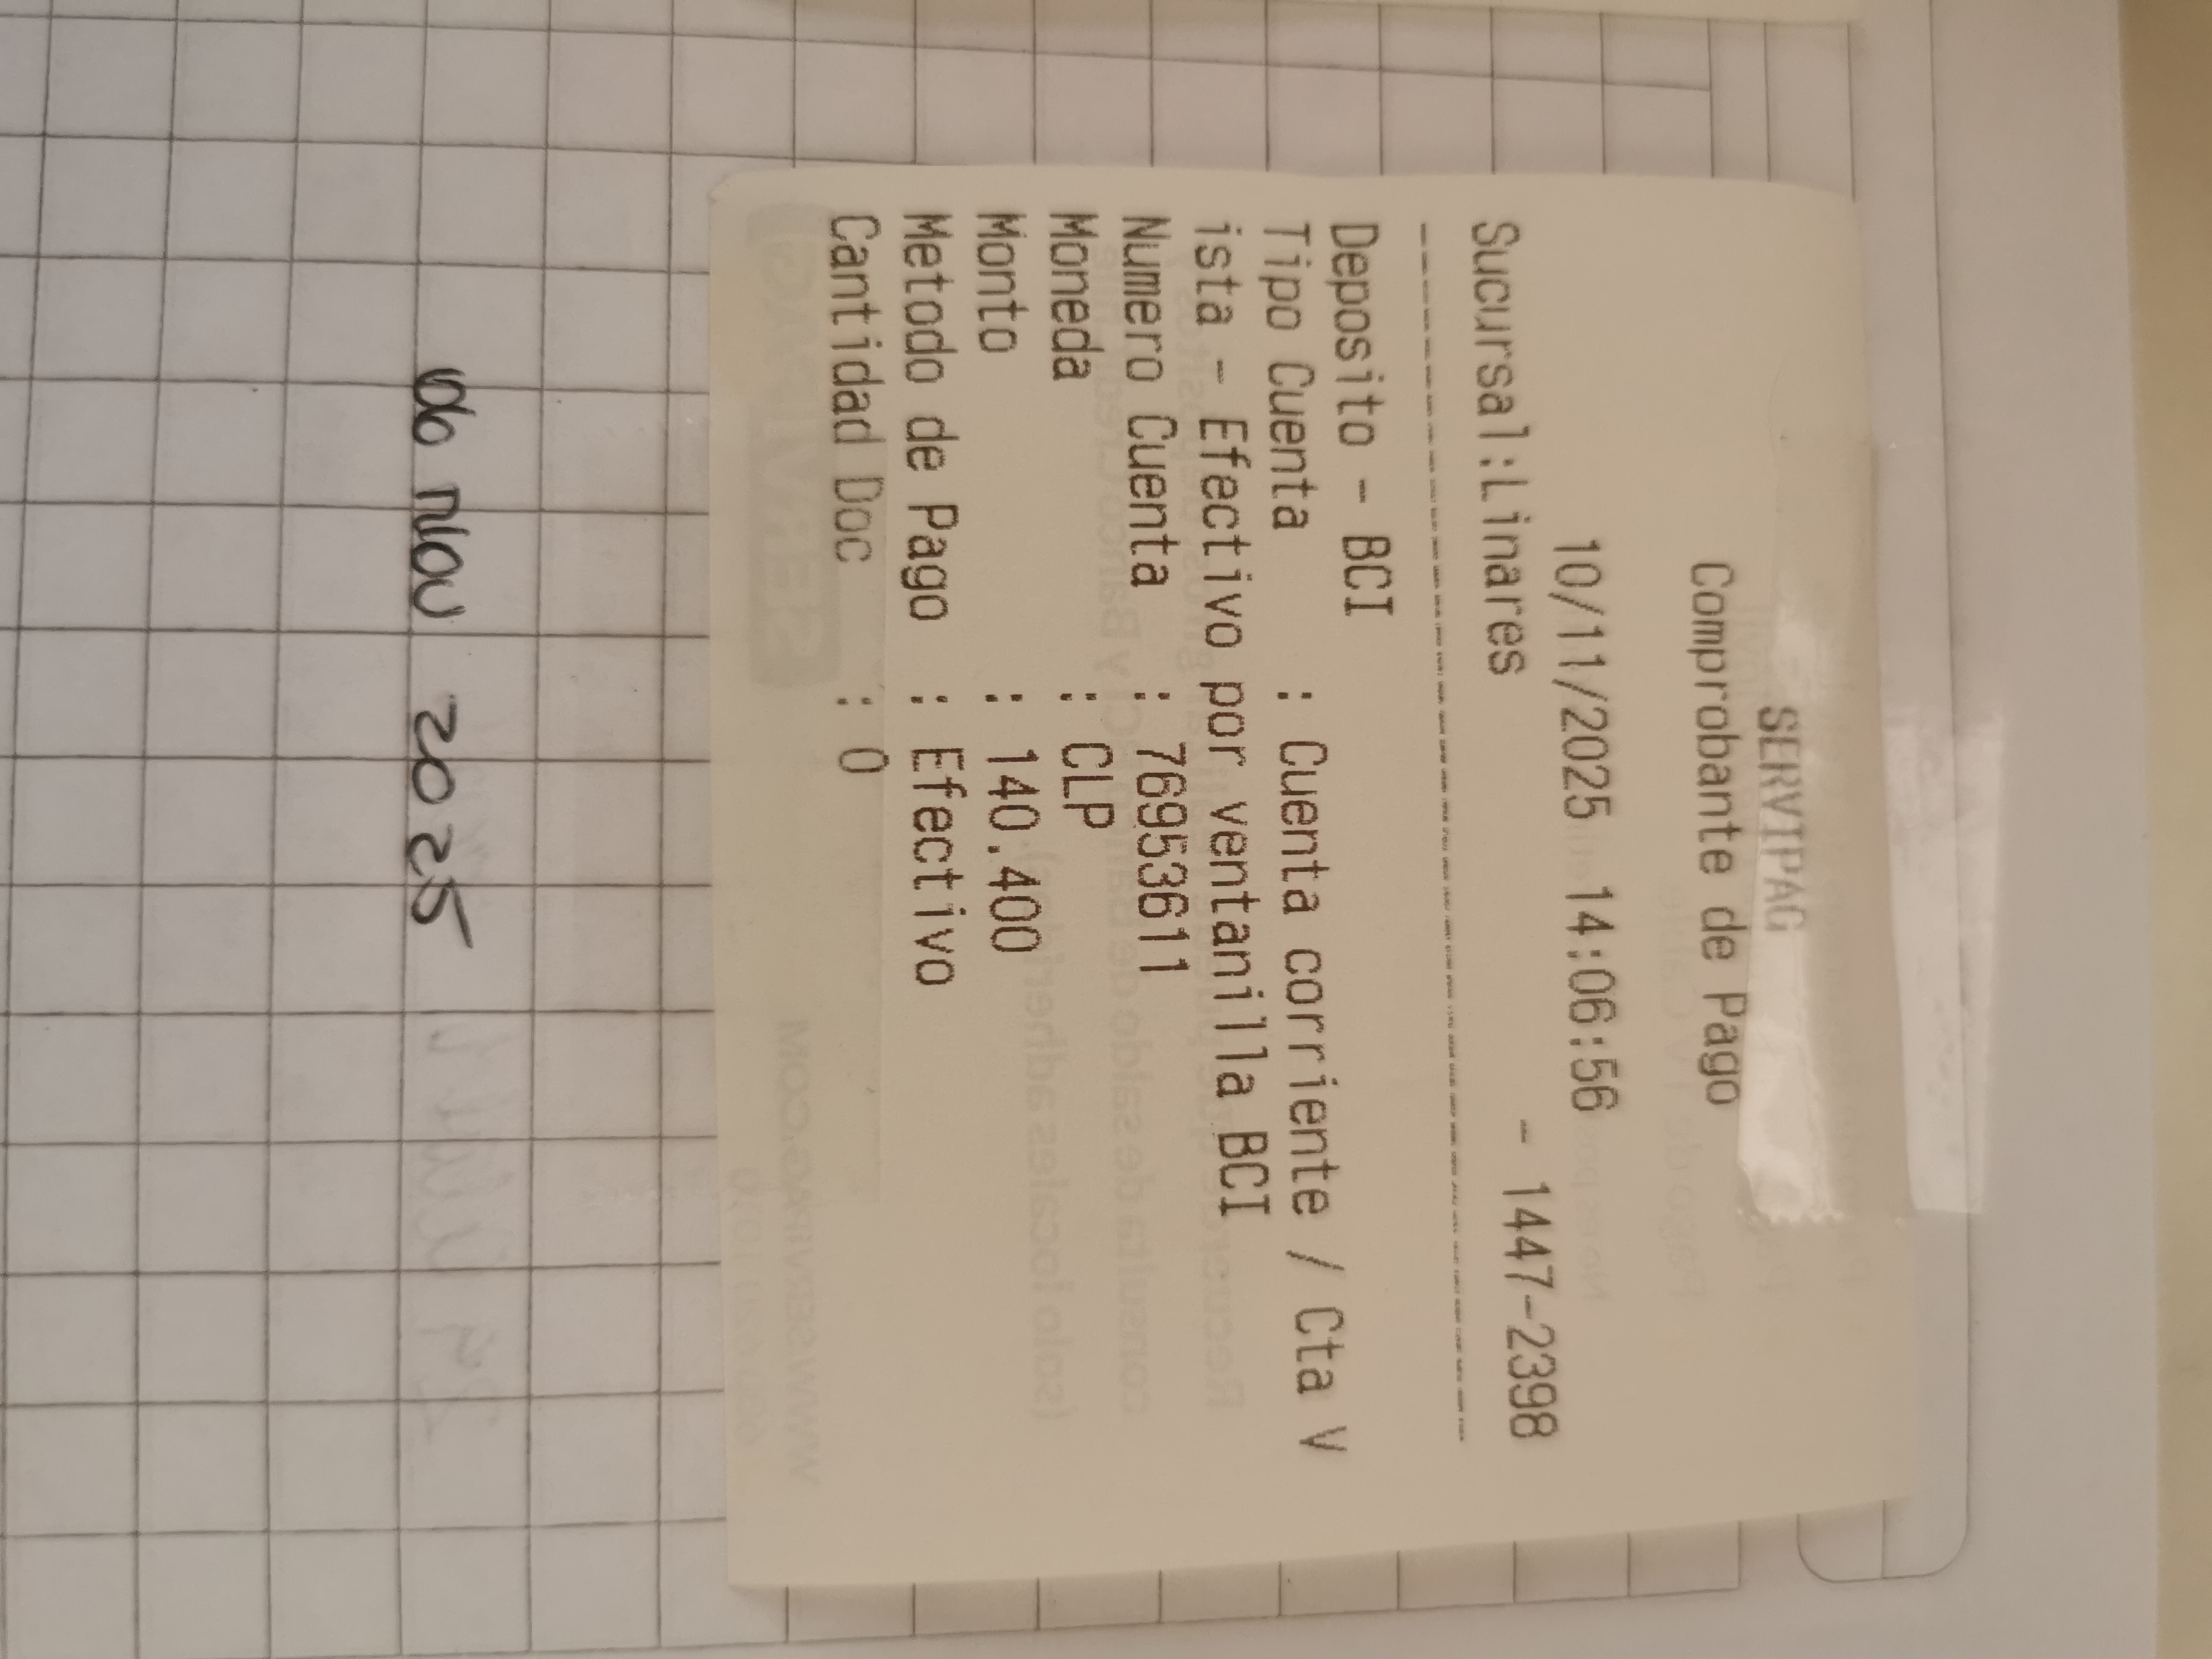 SERVIPAG
Comprobante de Pago
10/11/2025 14:06:56
Sucursal:Linares - 1447-2398
Deposito - BCI
Tipo Cuenta : Cuenta corriente / Cta V
ista - Efectivo por ventanilla BCI
Numero Cuenta : 76953611
Moneda : CLP
Monto : 140.400
Metodo de Pago : Efectivo
Cantidad Doc : 0
06 nov 2025